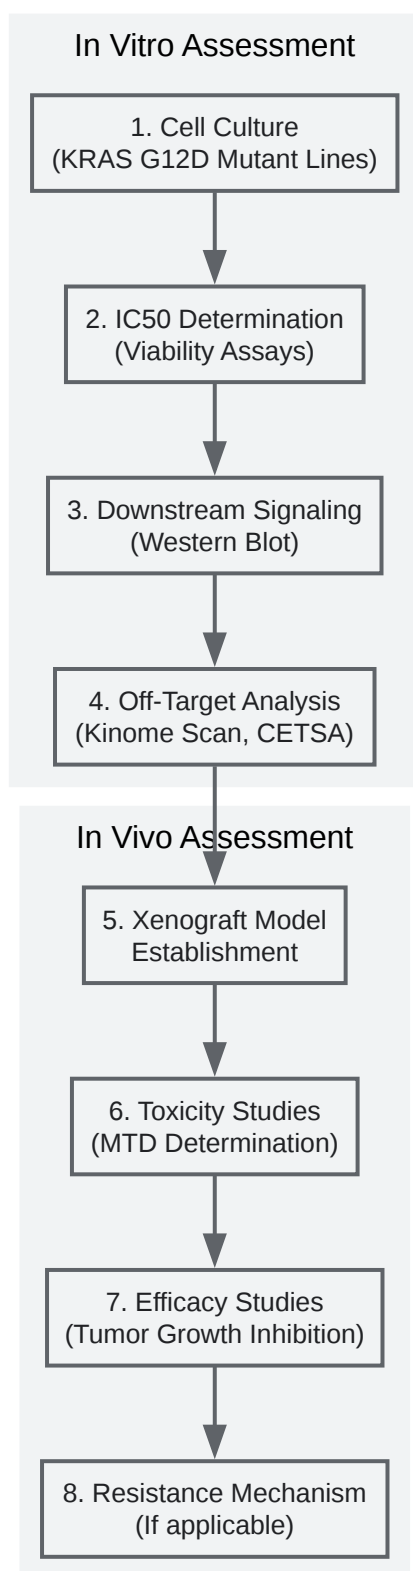 In Vitro Assessment
1. Cell Culture
(KRAS G12D Mutant Lines)
2. IC50 Determination
(Viability Assays)
3. Downstream Signaling
(Western Blot)
4. Off-Target Analysis
(Kinome Scan, CETSA)
In Vivo Assessment
5. Xenograft Model
Establishment
6. Toxicity Studies
(MTD Determination)
7. Efficacy Studies
(Tumor Growth Inhibition)
8. Resistance Mechanism
(If applicable)